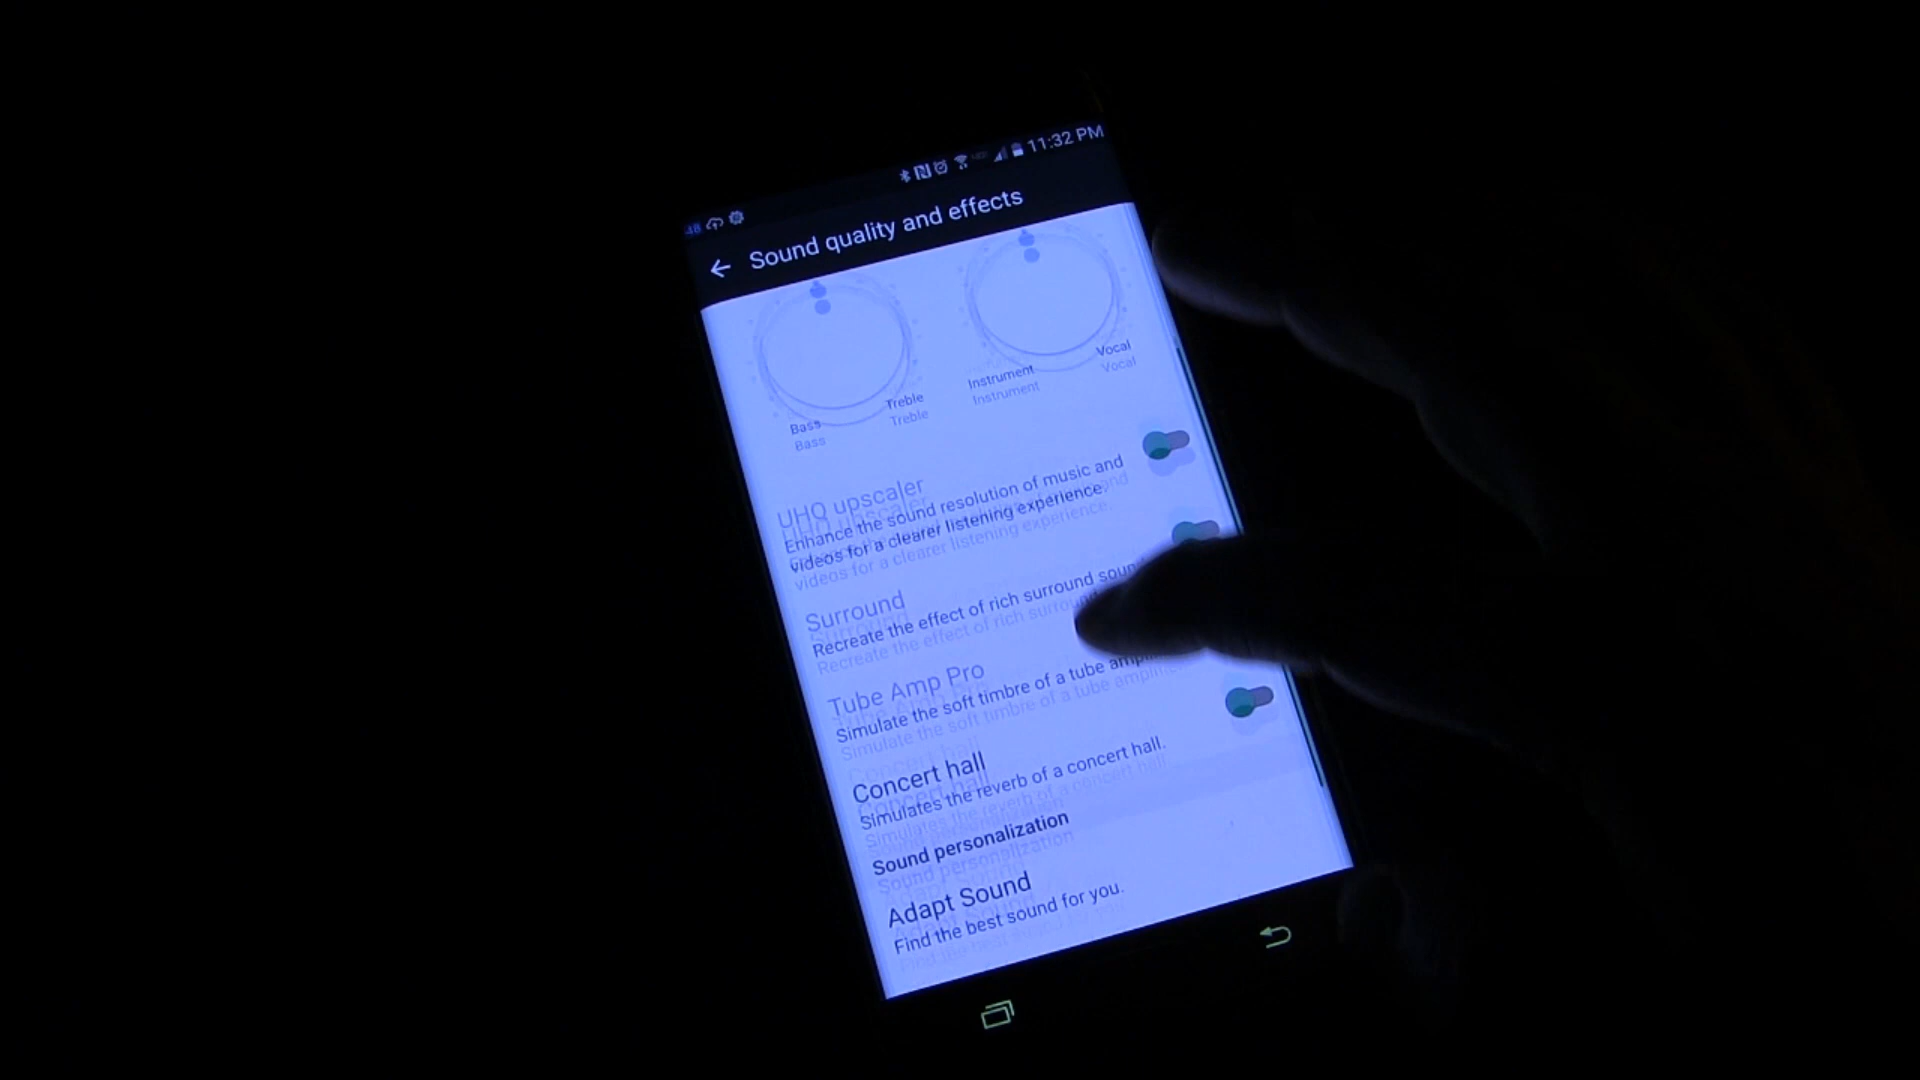 48
11:32 PM
Sound quality and effects
Bass
Treble
Instrument
Vocal
UHQ upscaler
Enhance the sound resolution of music and
videos for a clearer listening experience.
Surround
Recreate the effect of rich surround sound
Tube Amp Pro
Simulate the soft timbre of a tube
Concert hall
Simulates the reverb of a concert hall.
Sound personalization
Adapt Sound
Find the best sound for you.